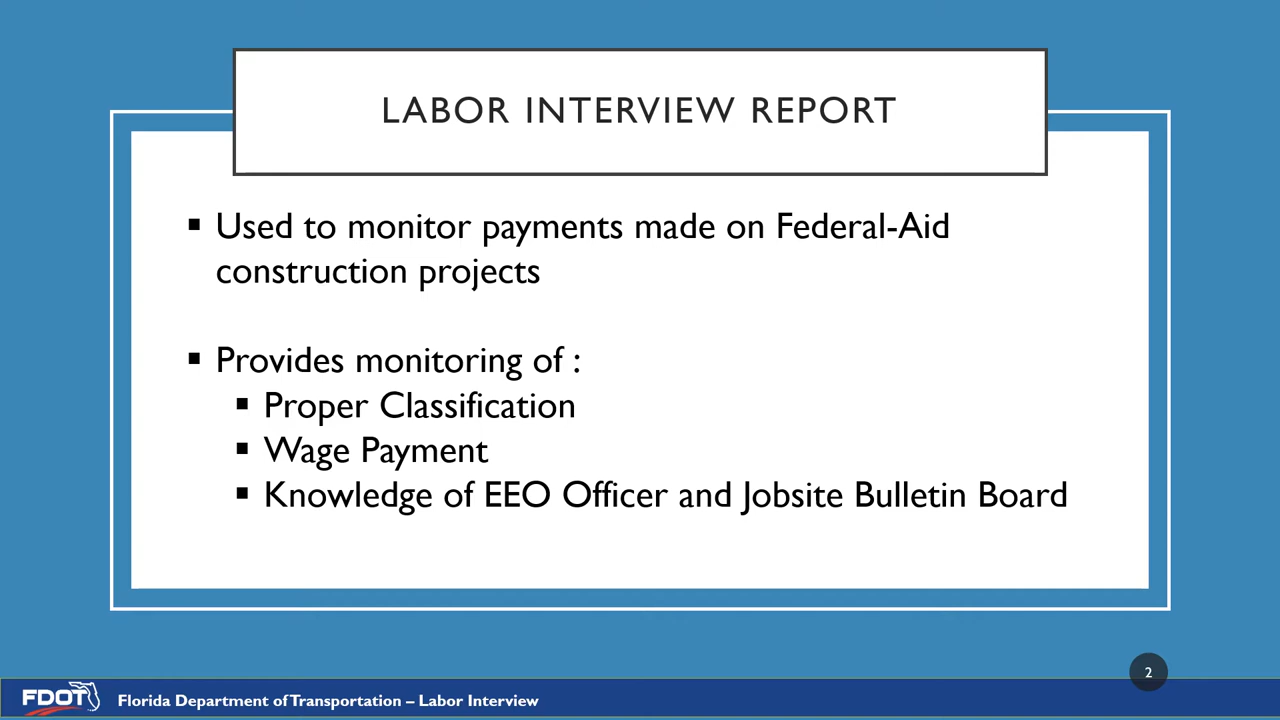 LABOR INTERVIEW REPORT
▪ Used to monitor payments made on Federal-Aid
construction projects
▪ Provides monitoring of :
▪ Proper Classification
▪ Wage Payment
▪ Knowledge of EEO Officer and Jobsite Bulletin Board
2
FDOT
Florida Department of Transportation – Labor Interview